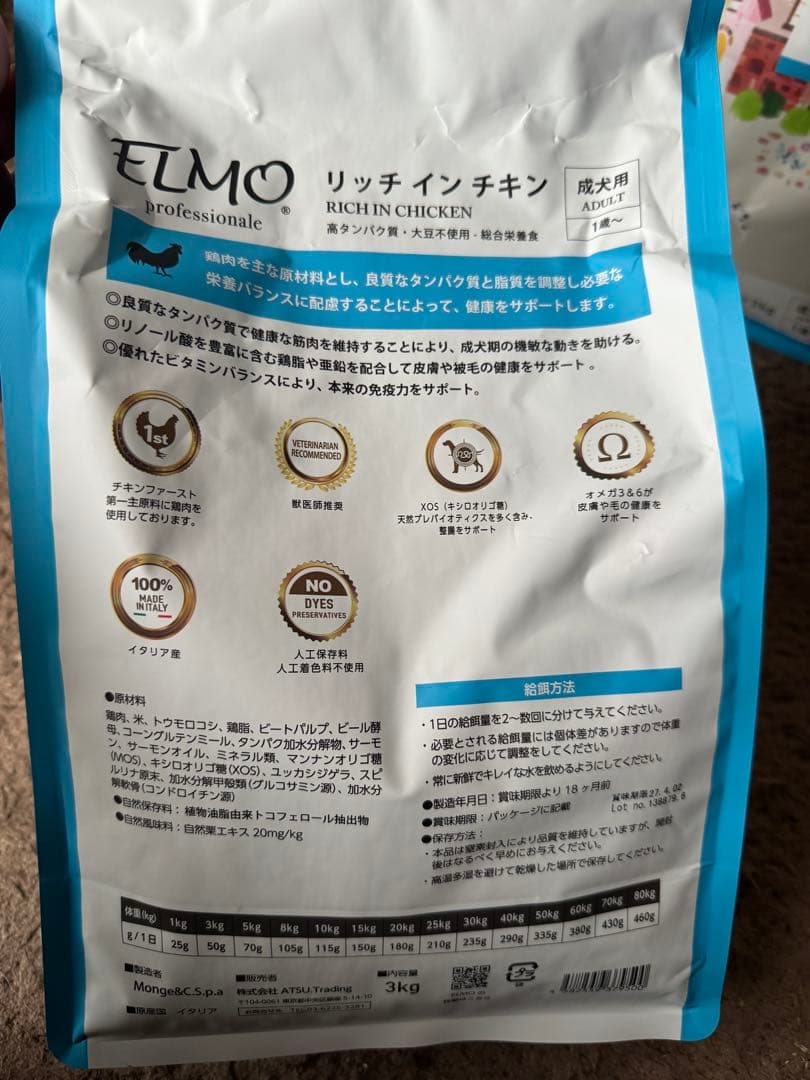 ELMO
professionale
®
リッチ イン チキン
RICH IN CHICKEN
高タンパク質・大豆不使用 - 総合栄養食
成犬用
ADULT
1歳～
鶏肉を主な原材料とし、良質なタンパク質と脂質を調整し必要な
栄養バランスに配慮することによって、健康をサポートします。
◎良質なタンパク質で健康な筋肉を維持することにより、成犬期の機敏な動きを助ける。
◎リノール酸を豊富に含む鶏脂や亜鉛を配合して皮膚や被毛の健康をサポート 。
◎優れたビタミンバランスにより、本来の免疫力をサポート。
1st
チキンファースト
第一主原料に鶏肉を
使用しております。
VETERINARIAN
RECOMMENDED
獣医師推奨
XOS
XOS（キシロオリゴ糖）
天然プレバイオティクスを多く含み、
整腸をサポート
Ω
オメガ3＆6が
皮膚や毛の健康を
サポート
100%
MADE
IN ITALY
イタリア産
NO
DYES
PRESERVATIVES
人工保存料
人工着色料不使用
●原材料
鶏肉、米、トウモロコシ、鶏脂、ビートパルプ、ビール酵
母、コーングルテンミール、タンパク加水分解物、サーモ
ン、サーモンオイル、ミネラル類、マンナンオリゴ糖
(MOS)、キシロオリゴ糖(XOS)、ユッカシジゲラ、スピ
ルリナ原末、加水分解甲殻類(グルコサミン源)、加水分
解軟骨(コンドロイチン源)
●自然保存料： 植物油脂由来トコフェロール抽出物
●自然風味料：自然栗エキス 20mg/kg
給餌方法
・1日の給餌量を2～数回に分けて与えてください。
・必要とされる給餌量には個体差がありますので体重
の変化に応じて調整をしてください。
・常に新鮮でキレイな水を飲めるようにしてください。
●製造年月日：賞味期限より 18 ヶ月前
●賞味期限：パッケージに記載
賞味期限27.4.02
Lot no.138879.6
●保存方法：
・本品は窒素封入により品質を維持していますが、開封
後はなるべく早めにお与えください。
・高温多湿を避けて乾燥した場所で保存してください。
体重(kg) 1kg 3kg 5kg 8kg 10kg 15kg 20kg 25kg 30kg 40kg 50kg 60kg 70kg 80kg
g/1日 25g 50g 70g 105g 115g 150g 180g 210g 235g 290g 335g 380g 430g 460g
■製造者
Monge&C.S.p.a
■原産国 イタリア
■販売者
株式会社 ATSU.Trading
〒104-0061 東京都中央区銀座 5-14-10
お問合せ先 TEL:03-6226-3281
■内容量
3kg
ELMO の